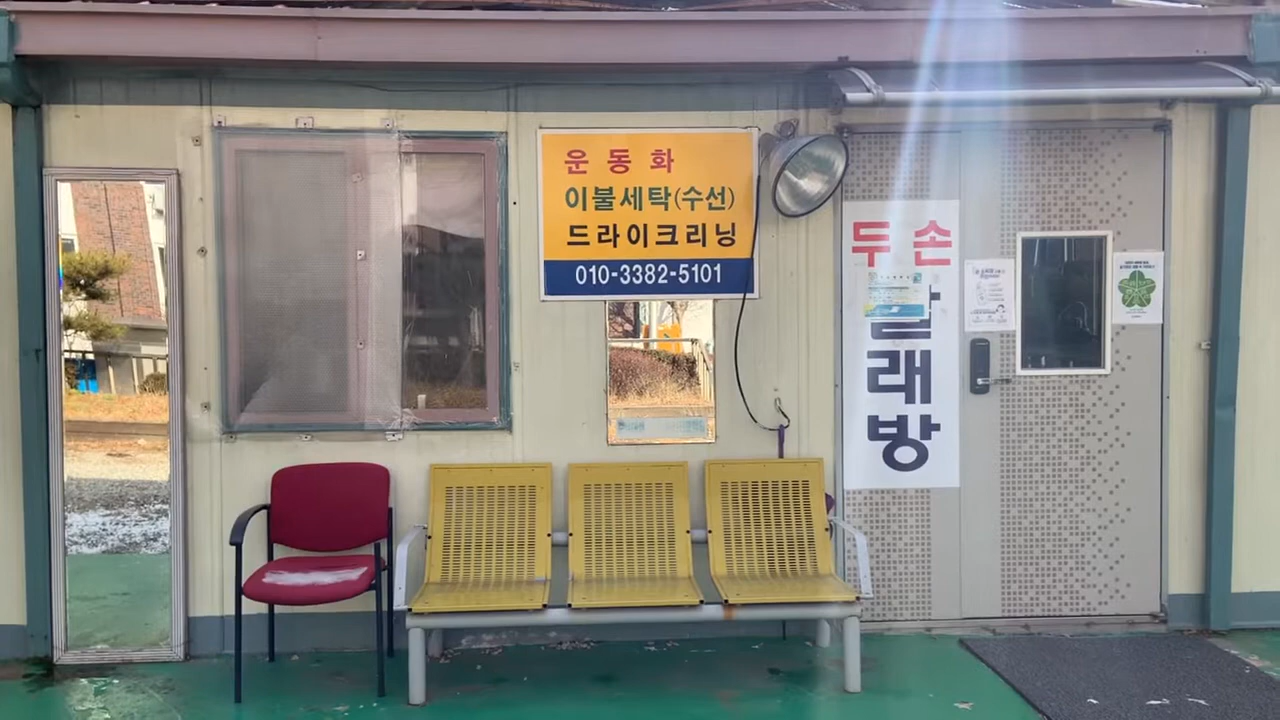 운동화
이불세탁(수선)
드라이크리닝
010-3382-5101
두손
빨래방